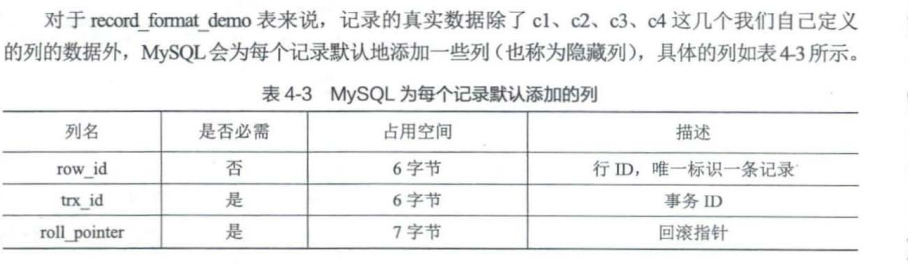 对于 record_format_demo 表来说，记录的真实数据除了 c1、c2、c3、c4 这几个我们自己定义
的列的数据外，MySQL 会为每个记录默认地添加一些列（也称为隐藏列），具体的列如表 4-3 所示。
表 4-3 MySQL 为每个记录默认添加的列
列名 是否必需 占用空间 描述
row_id 否 6 字节 行 ID，唯一标识一条记录
trx_id 是 6 字节 事务 ID
roll_pointer 是 7 字节 回滚指针